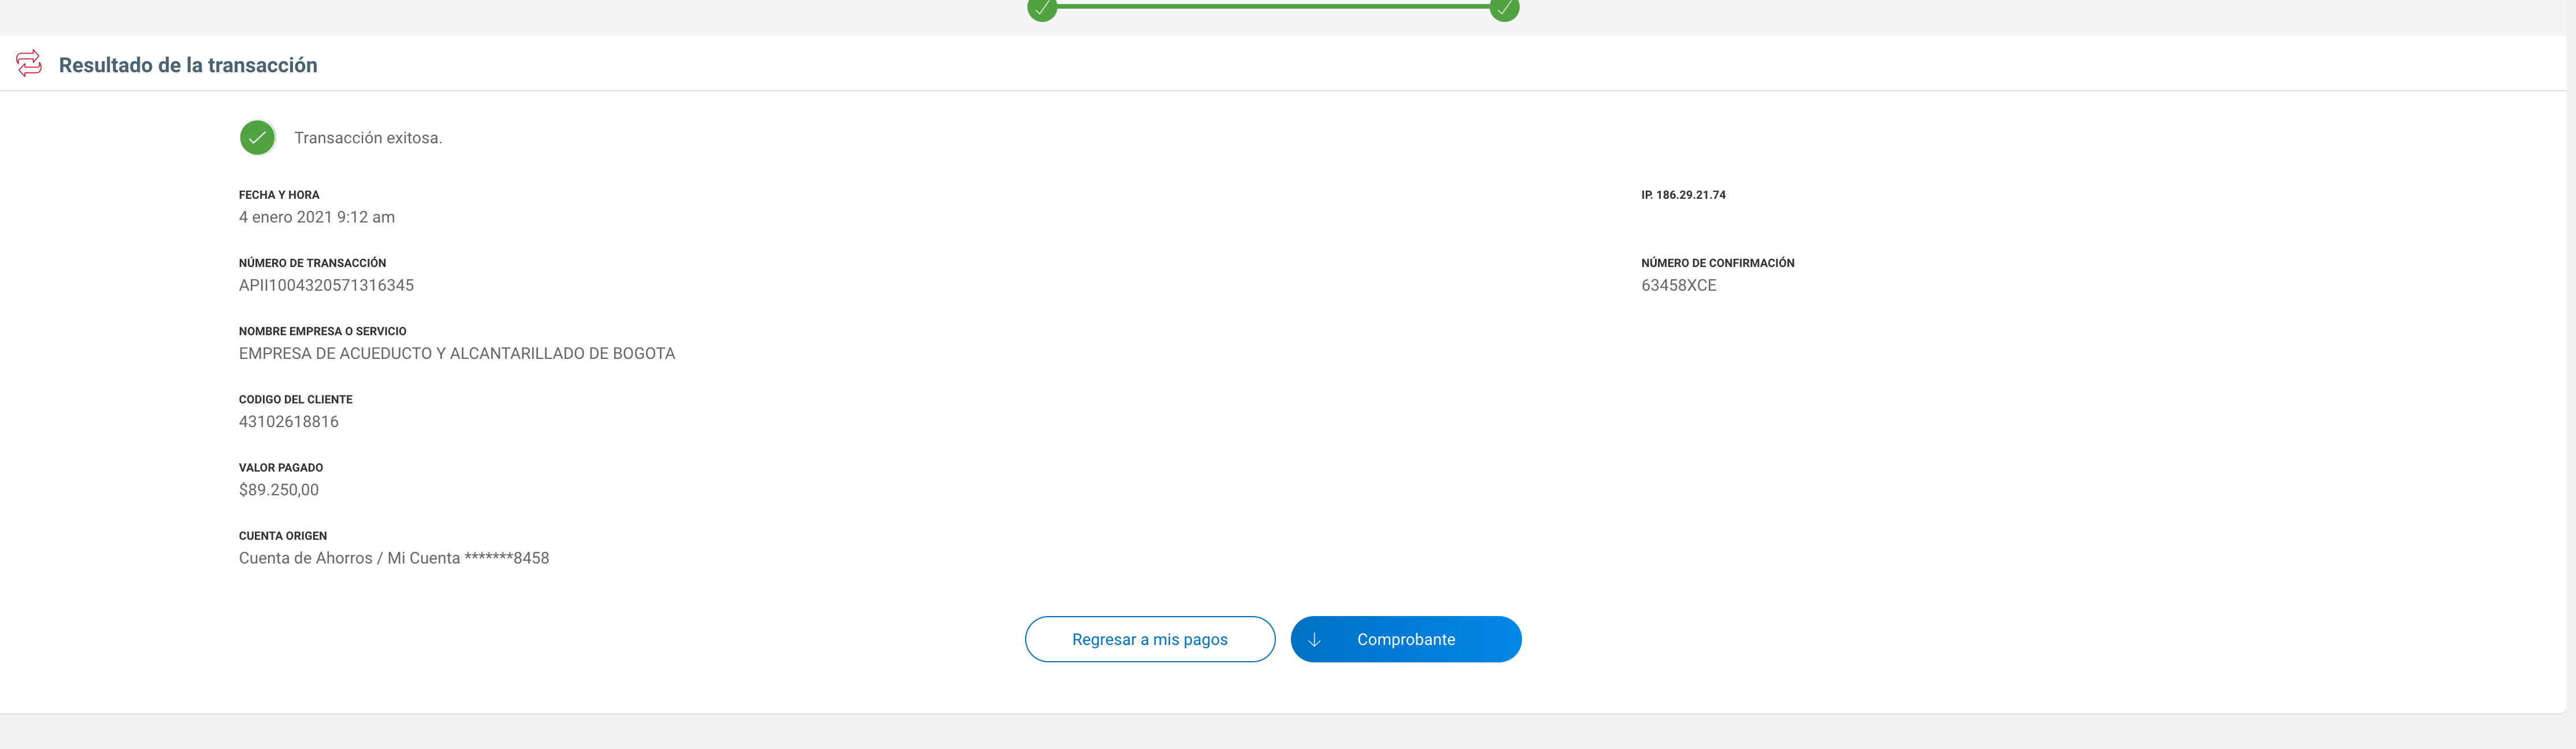 Resultado de la transacción
Transacción exitosa.
FECHA Y HORA
4 enero 2021 9:12 am
IP. 186.29.21.74
NÚMERO DE TRANSACCIÓN
APII1004320571316345
NÚMERO DE CONFIRMACIÓN
63458XCE
NOMBRE EMPRESA O SERVICIO
EMPRESA DE ACUEDUCTO Y ALCANTARILLADO DE BOGOTA
CODIGO DEL CLIENTE
43102618816
VALOR PAGADO
$89.250,00
CUENTA ORIGEN
Cuenta de Ahorros / Mi Cuenta *******8458
Regresar a mis pagos
Comprobante